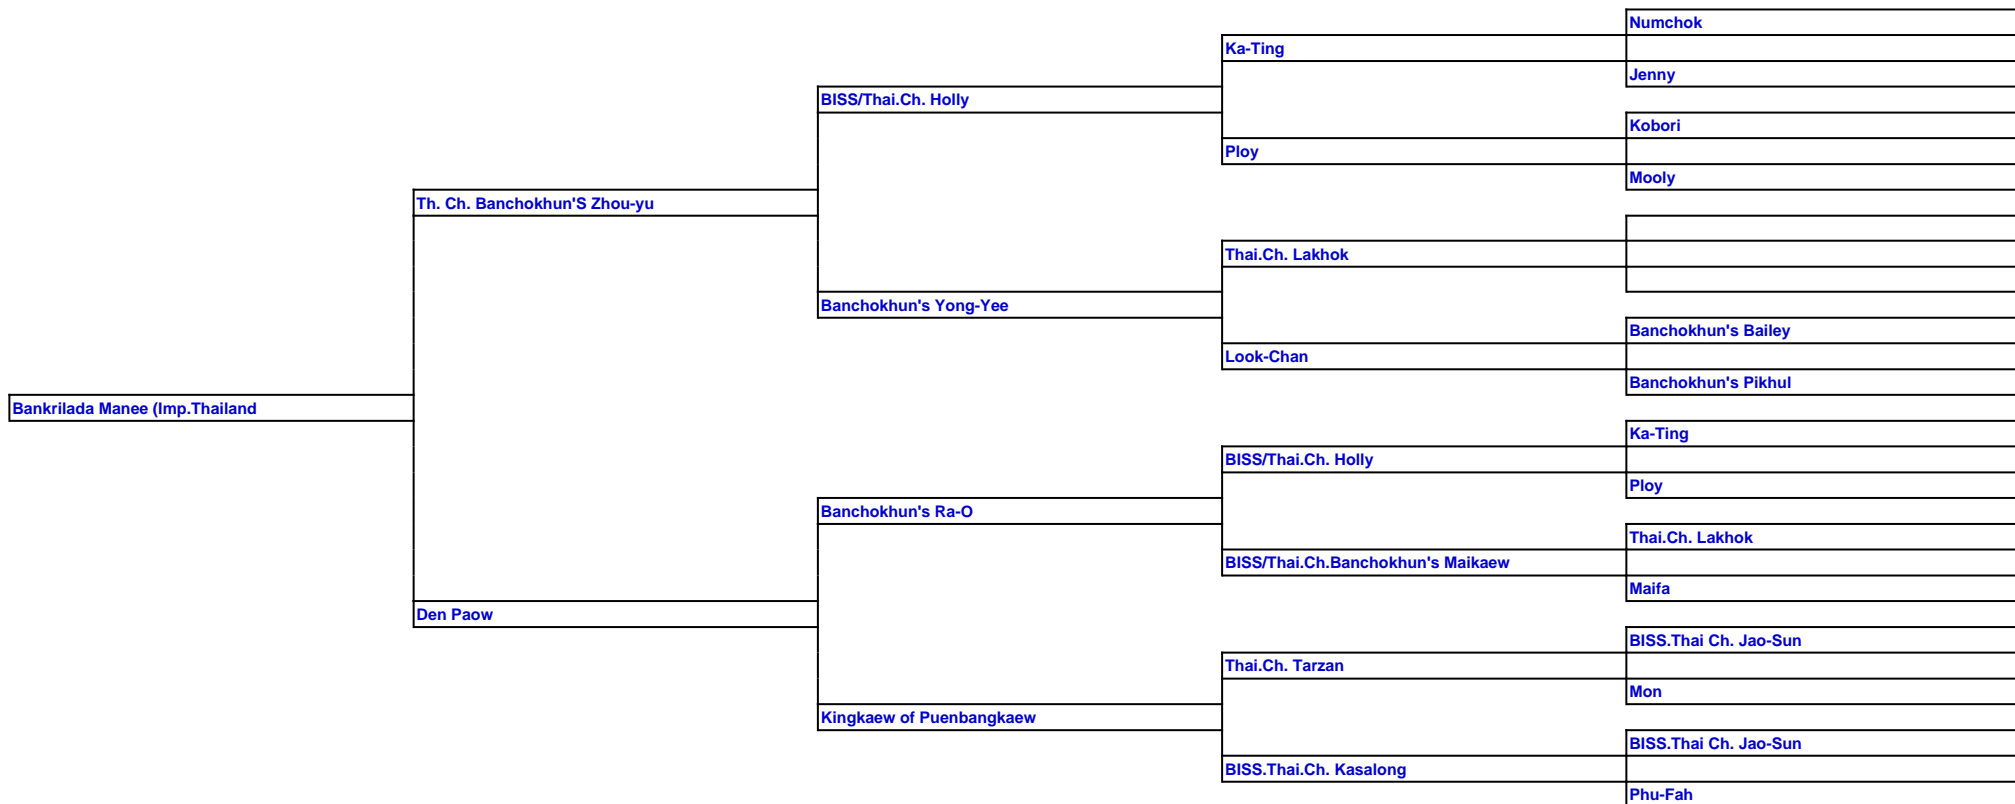 Numchok
Ka-Ting
Jenny
BISS/Thai.Ch. Holly
Kobori
Ploy
Mooly
Th. Ch. Banchokhun'S Zhou-yu
Thai.Ch. Lakhok
Banchokhun's Yong-Yee
Banchokhun's Bailey
Look-Chan
Banchokhun's Pikhul
Bankrilada Manee (Imp.Thailand
Ka-Ting
BISS/Thai.Ch. Holly
Ploy
Banchokhun's Ra-O
Thai.Ch. Lakhok
BISS/Thai.Ch.Banchokhun's Maikaew
Maifa
Den Paow
BISS.Thai Ch. Jao-Sun
Thai.Ch. Tarzan
Mon
Kingkaew of Puenbangkaew
BISS.Thai Ch. Jao-Sun
BISS.Thai.Ch. Kasalong
Phu-Fah